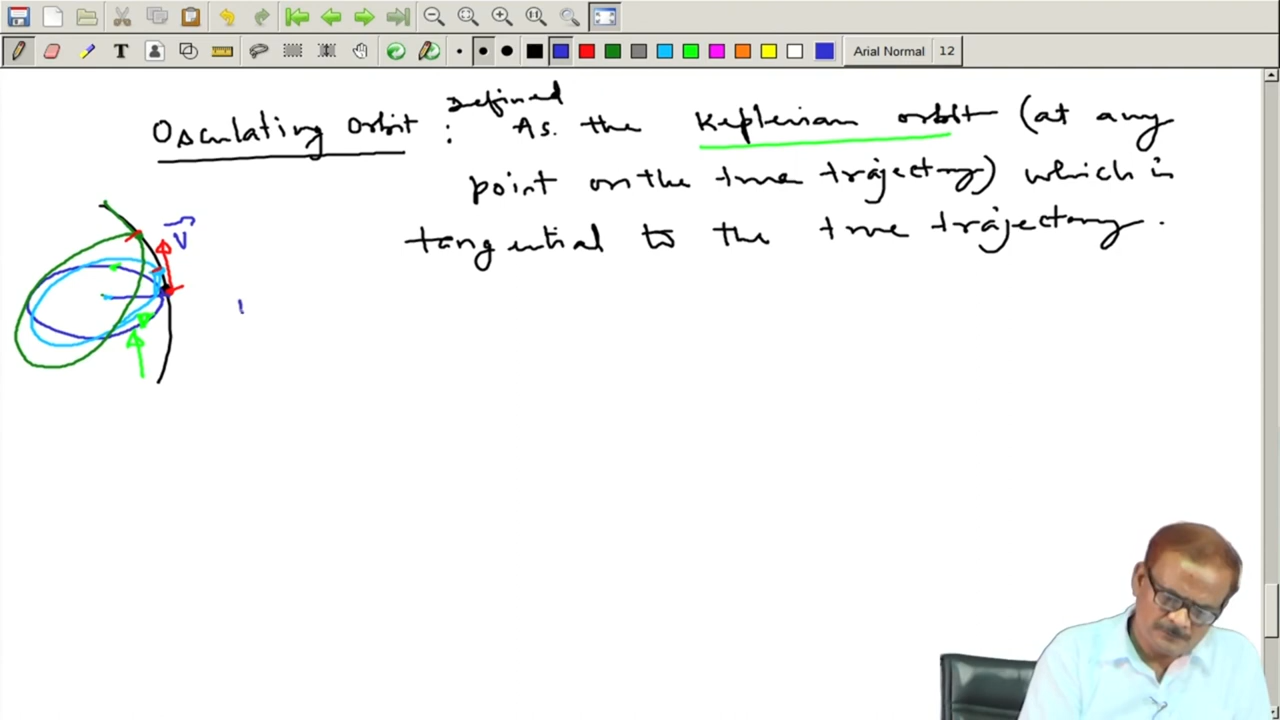 Arial Normal 12
Defined
Osculating Orbit : As. the Keplerian orbit (at any
point on the true trajectory) which is
tangential to the true trajectory.
V